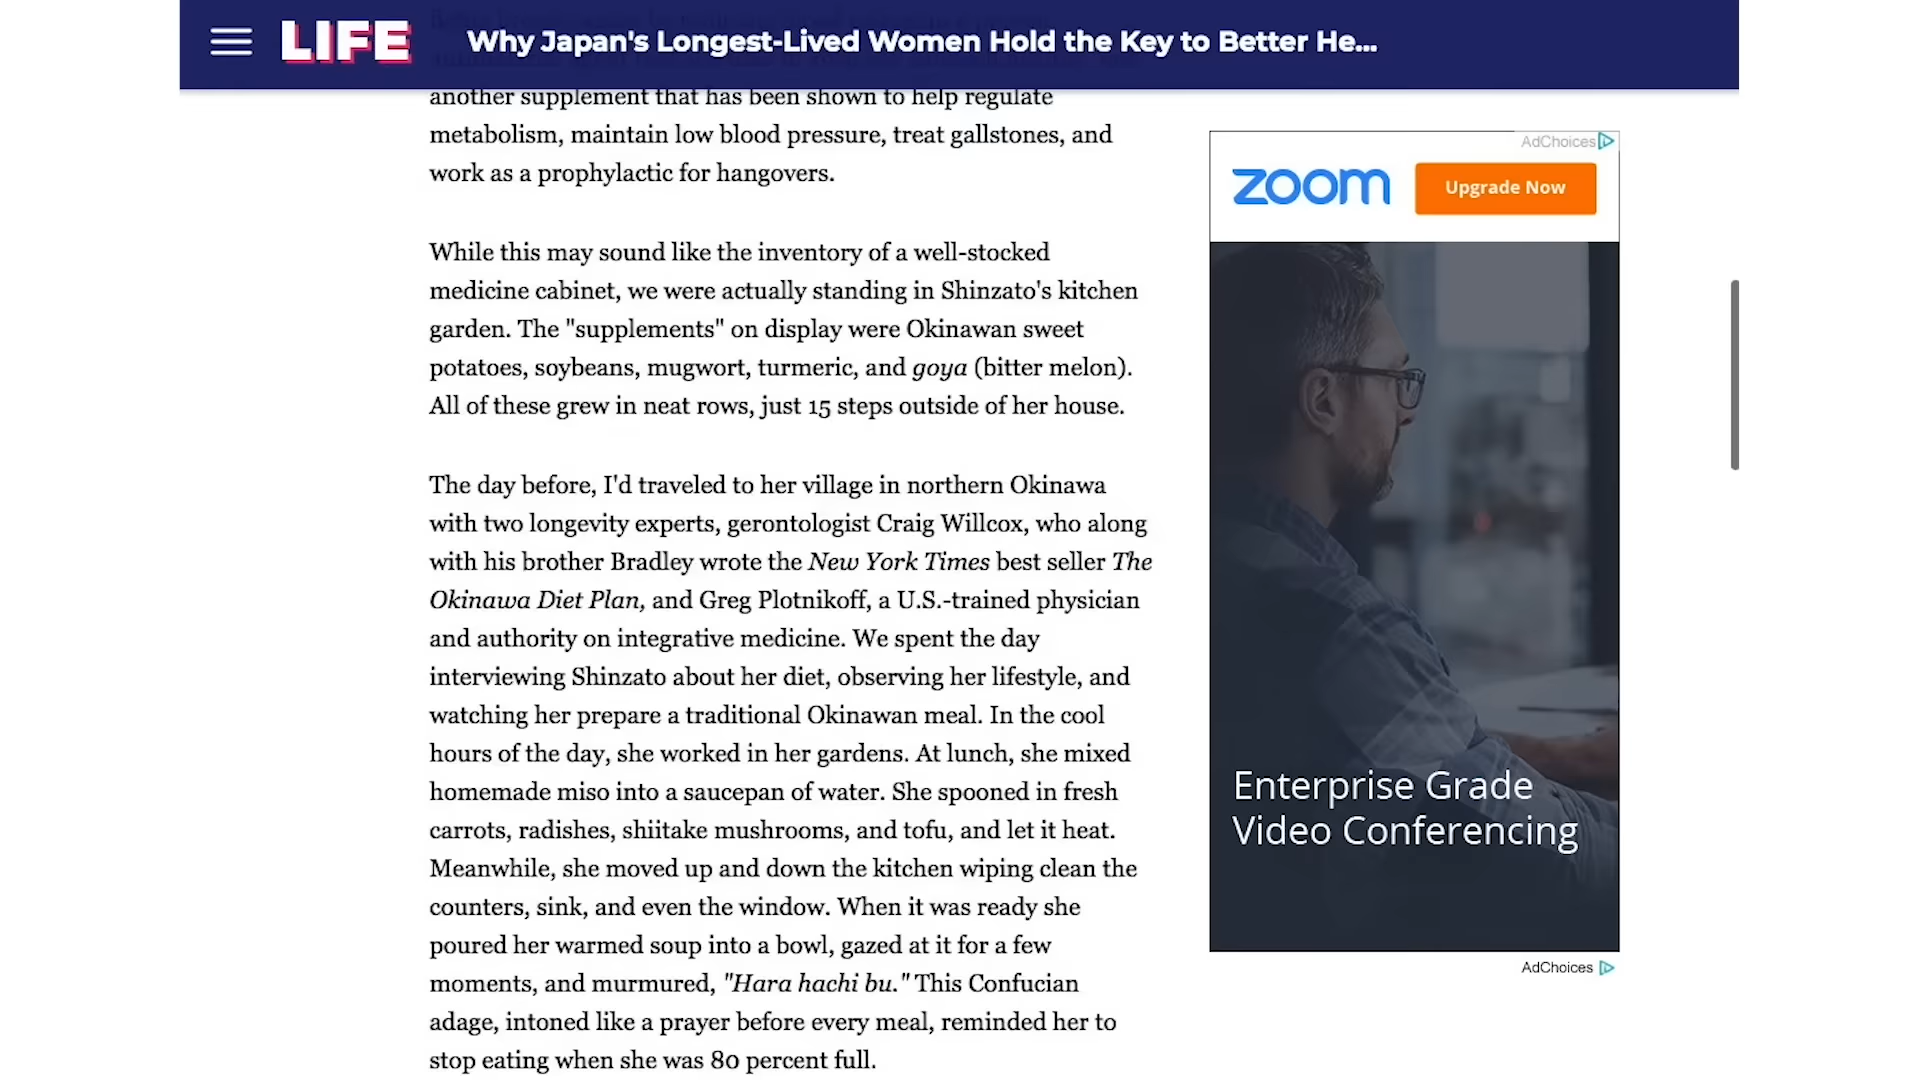 LIFE
Why Japan's Longest-Lived Women Hold the Key to Better He...
another supplement that has been shown to help regulate
metabolism, maintain low blood pressure, treat gallstones, and
work as a prophylactic for hangovers.
While this may sound like the inventory of a well-stocked
medicine cabinet, we were actually standing in Shinzato's kitchen
garden. The "supplements" on display were Okinawan sweet
potatoes, soybeans, mugwort, turmeric, and goya (bitter melon).
All of these grew in neat rows, just 15 steps outside of her house.
The day before, I'd traveled to her village in northern Okinawa
with two longevity experts, gerontologist Craig Willcox, who along
with his brother Bradley wrote the New York Times best seller The
Okinawa Diet Plan, and Greg Plotnikoff, a U.S.-trained physician
and authority on integrative medicine. We spent the day
interviewing Shinzato about her diet, observing her lifestyle, and
watching her prepare a traditional Okinawan meal. In the cool
hours of the day, she worked in her gardens. At lunch, she mixed
homemade miso into a saucepan of water. She spooned in fresh
carrots, radishes, shiitake mushrooms, and tofu, and let it heat.
Meanwhile, she moved up and down the kitchen wiping clean the
counters, sink, and even the window. When it was ready she
poured her warmed soup into a bowl, gazed at it for a few
moments, and murmured, "Hara hachi bu." This Confucian
adage, intoned like a prayer before every meal, reminded her to
stop eating when she was 80 percent full.
AdChoices
zoom
Upgrade Now
Enterprise Grade
Video Conferencing
AdChoices